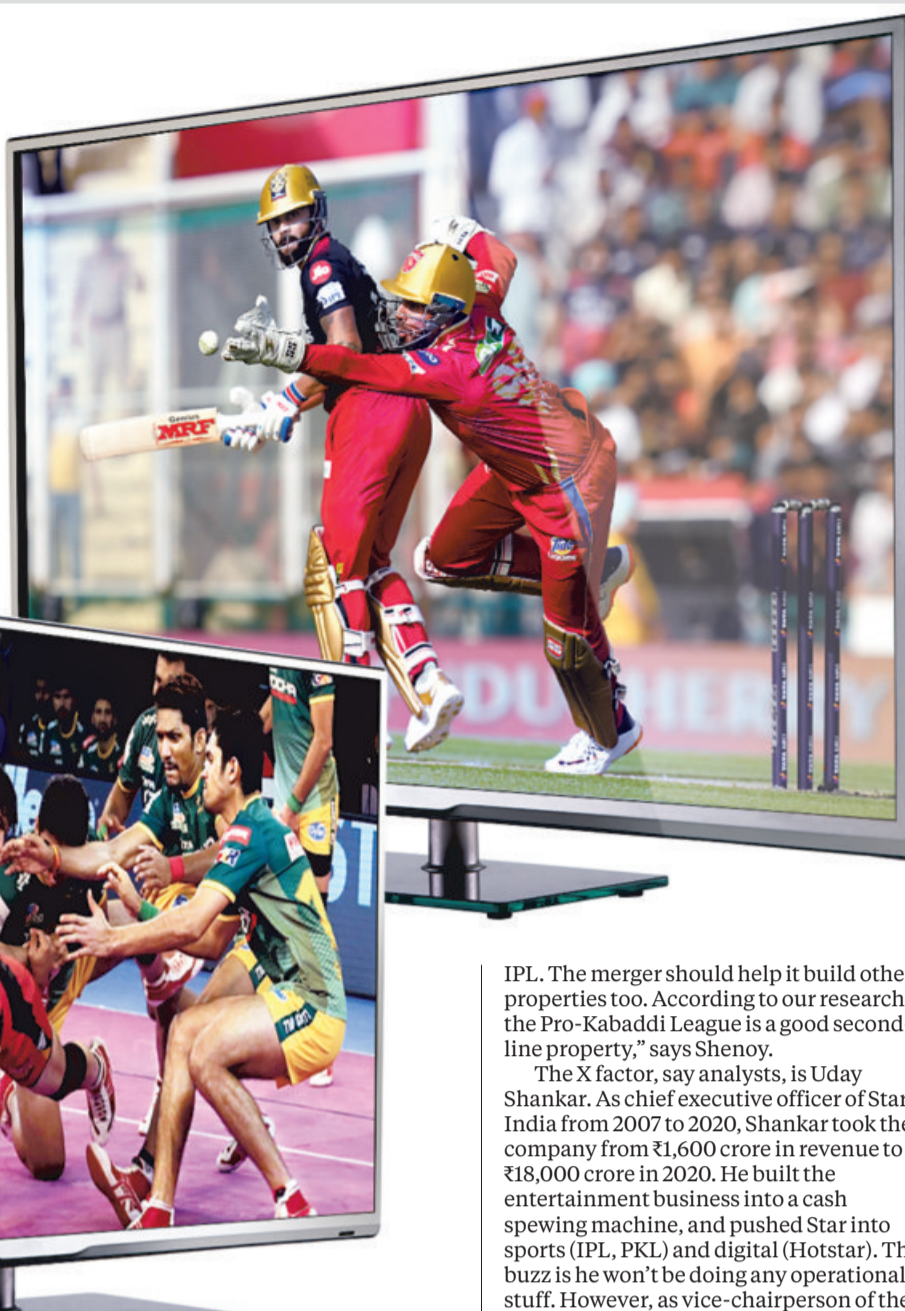 Jio
Genius
MRF
IPL. The merger should help it build othe
properties too. According to our research
the Pro-Kabaddi League is a good second
line property,” says Shenoy.
The X factor, say analysts, is Uday
Shankar. As chief executive officer of Star
India from 2007 to 2020, Shankar took the
company from ₹1,600 crore in revenue to
₹18,000 crore in 2020. He built the
entertainment business into a cash
spewing machine, and pushed Star into
sports (IPL, PKL) and digital (Hotstar). Th
buzz is he won’t be doing any operational
stuff. However, as vice-chairperson of the